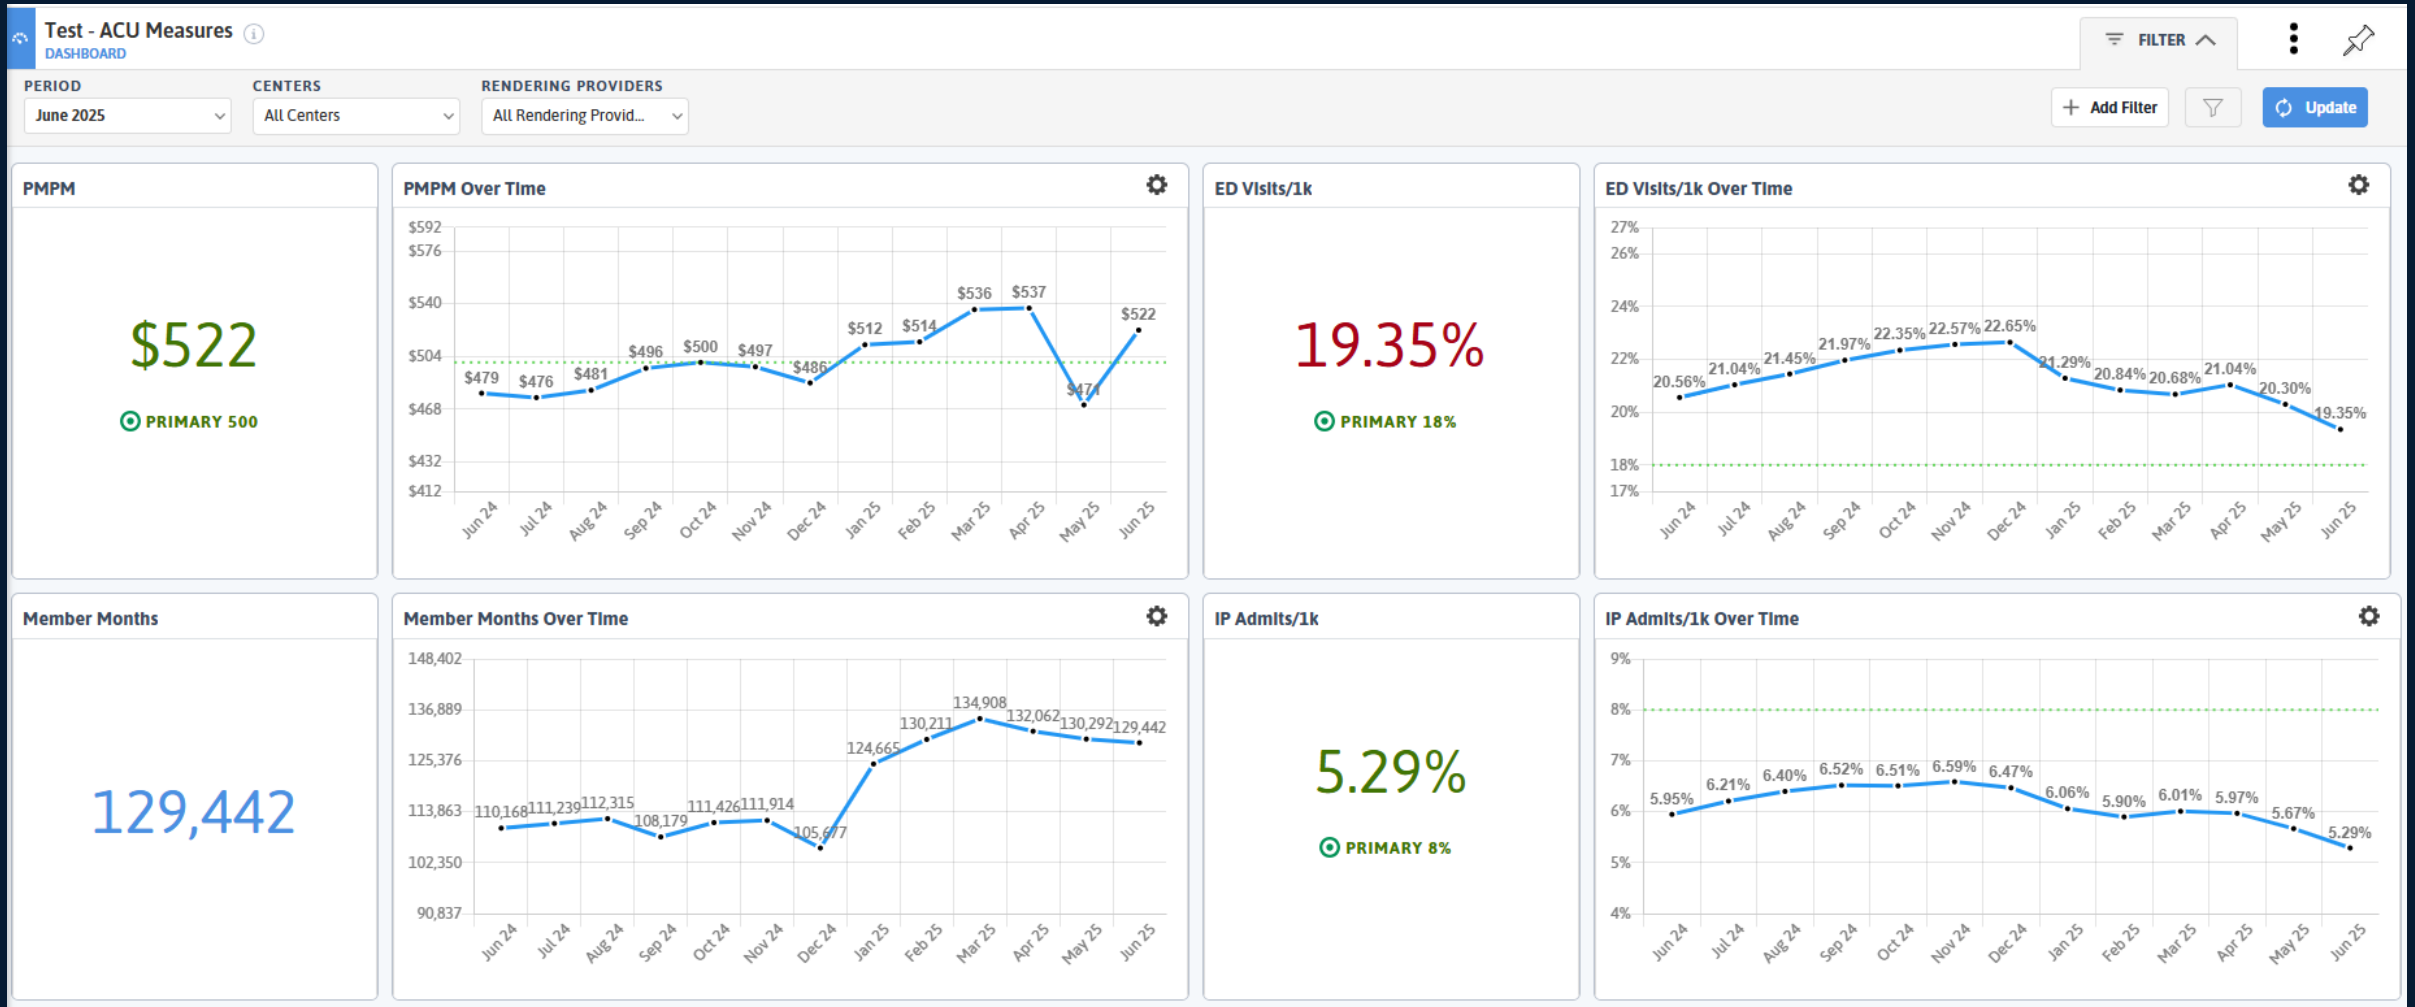 Test - ACU Measures
DASHBOARD
FILTER
PERIOD
CENTERS
RENDERING PROVIDERS
June 2025
All Centers
All Rendering Provid...
Add Filter
Update
PMPM
$522
PRIMARY 500
PMPM Over Time
$592
$576
$540
$504
$468
$432
$412
$479 $476 $481 $496 $500 $497 $486 $512 $514 $536 $537 $471 $522
Jun 24 Jul 24 Aug 24 Sep 24 Oct 24 Nov 24 Dec 24 Jan 25 Feb 25 Mar 25 Apr 25 May 25 Jun 25
ED Visits/1k
19.35%
PRIMARY 18%
ED Visits/1k Over Time
27%
26%
24%
22%
20%
18%
17%
20.56% 21.04% 21.45% 21.97% 22.35% 22.57% 22.65% 21.29% 20.84% 20.68% 21.04% 20.30% 19.35%
Jun 24 Jul 24 Aug 24 Sep 24 Oct 24 Nov 24 Dec 24 Jan 25 Feb 25 Mar 25 Apr 25 May 25 Jun 25
Member Months
129,442
Member Months Over Time
148,402
136,889
125,376
113,863
102,350
90,837
110,168 111,239 112,315 108,179 111,426 111,914 105,677 124,665 130,211 134,908 132,062 130,292 129,442
Jun 24 Jul 24 Aug 24 Sep 24 Oct 24 Nov 24 Dec 24 Jan 25 Feb 25 Mar 25 Apr 25 May 25 Jun 25
IP Admits/1k
5.29%
PRIMARY 8%
IP Admits/1k Over Time
9%
8%
7%
6%
5%
4%
5.95% 6.21% 6.40% 6.52% 6.51% 6.59% 6.47% 6.06% 5.90% 6.01% 5.97% 5.67% 5.29%
Jun 24 Jul 24 Aug 24 Sep 24 Oct 24 Nov 24 Dec 24 Jan 25 Feb 25 Mar 25 Apr 25 May 25 Jun 25